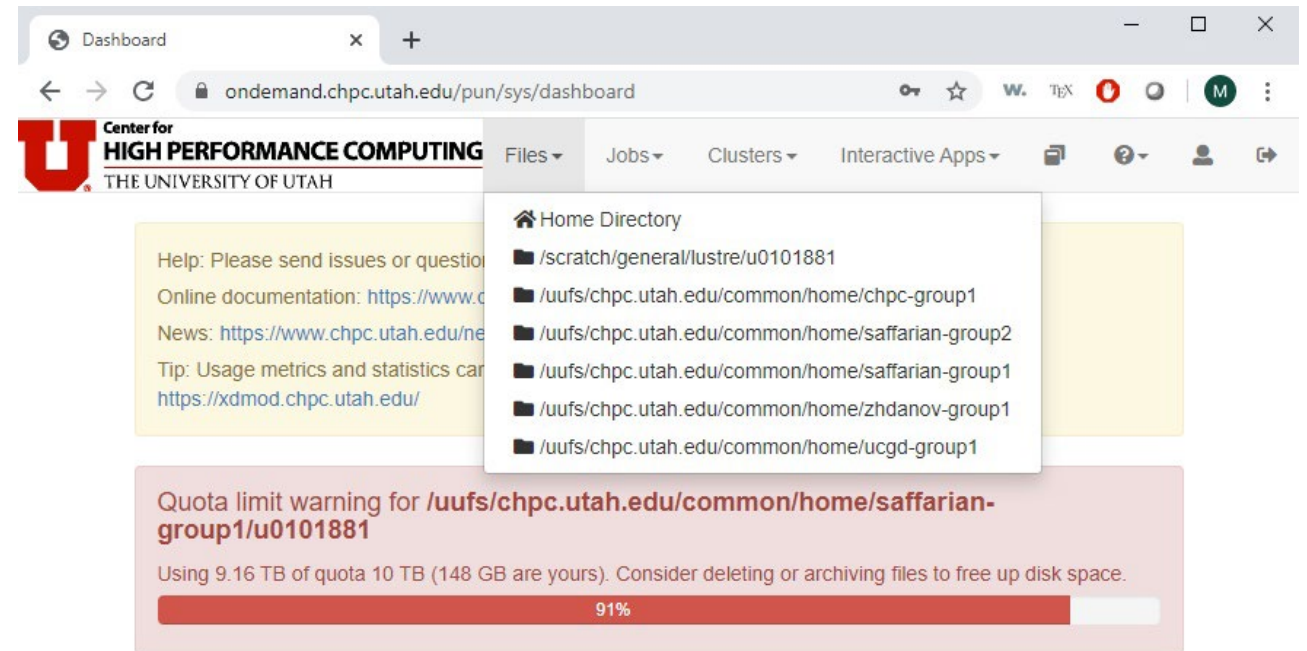 Dashboard
ondemand.chpc.utah.edu/pun/sys/dashboard
W.
TEX
M
Center for
HIGH PERFORMANCE COMPUTING
THE UNIVERSITY OF UTAH
Files
Jobs
Clusters
Interactive Apps
Home Directory
/scratch/general/lustre/u0101881
/uufs/chpc.utah.edu/common/home/chpc-group1
/uufs/chpc.utah.edu/common/home/saffarian-group2
/uufs/chpc.utah.edu/common/home/saffarian-group1
/uufs/chpc.utah.edu/common/home/zhdanov-group1
/uufs/chpc.utah.edu/common/home/ucgd-group1
Help: Please send issues or
Online documentation: https://www.
News: https://www.chpc.utah.edu/
Tip: Usage metrics and statistics
https://xdmod.chpc.utah.edu/
Quota limit warning for /uufs/chpc.utah.edu/common/home/saffarian-
group1/u0101881
Using 9.16 TB of quota 10 TB (148 GB are yours). Consider deleting or archiving files to free up disk space.
91%